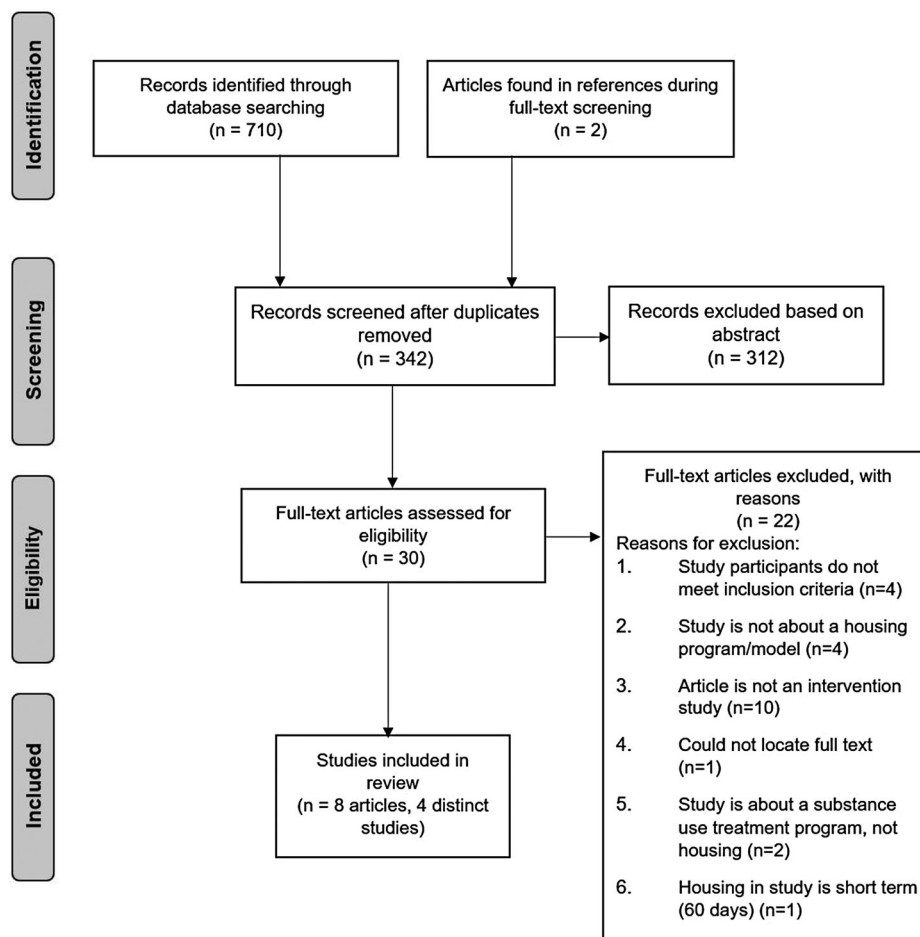 Identification
Records identified through
database searching
(n = 710)
Articles found in references during
full-text screening
(n = 2)
Screening
Records screened after duplicates
removed
(n = 342)
Records excluded based on
abstract
(n = 312)
Eligibility
Full-text articles assessed for
eligibility
(n = 30)
Full-text articles excluded, with
reasons
(n = 22)
Reasons for exclusion:
1. Study participants do not
meet inclusion criteria (n=4)
2. Study is not about a housing
program/model (n=4)
3. Article is not an intervention
study (n=10)
4. Could not locate full text
(n=1)
5. Study is about a substance
use treatment program, not
housing (n=2)
6. Housing in study is short term
(60 days) (n=1)
Included
Studies included in
review
(n = 8 articles, 4 distinct
studies)